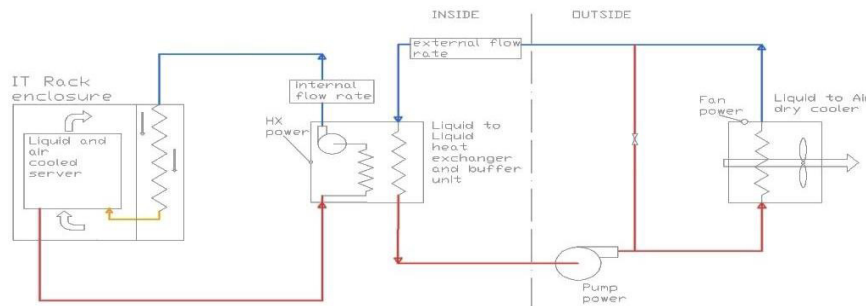 INSIDE
OUTSIDE
external flow
rate
IT Rack
enclosure
internal
flow rate
Fan
power
Liquid to Air
dry cooler
HX
power
Liquid and
air
cooled
server
Liquid to
Liquid
heat
exchanger
and buffer
unit
Pump
power